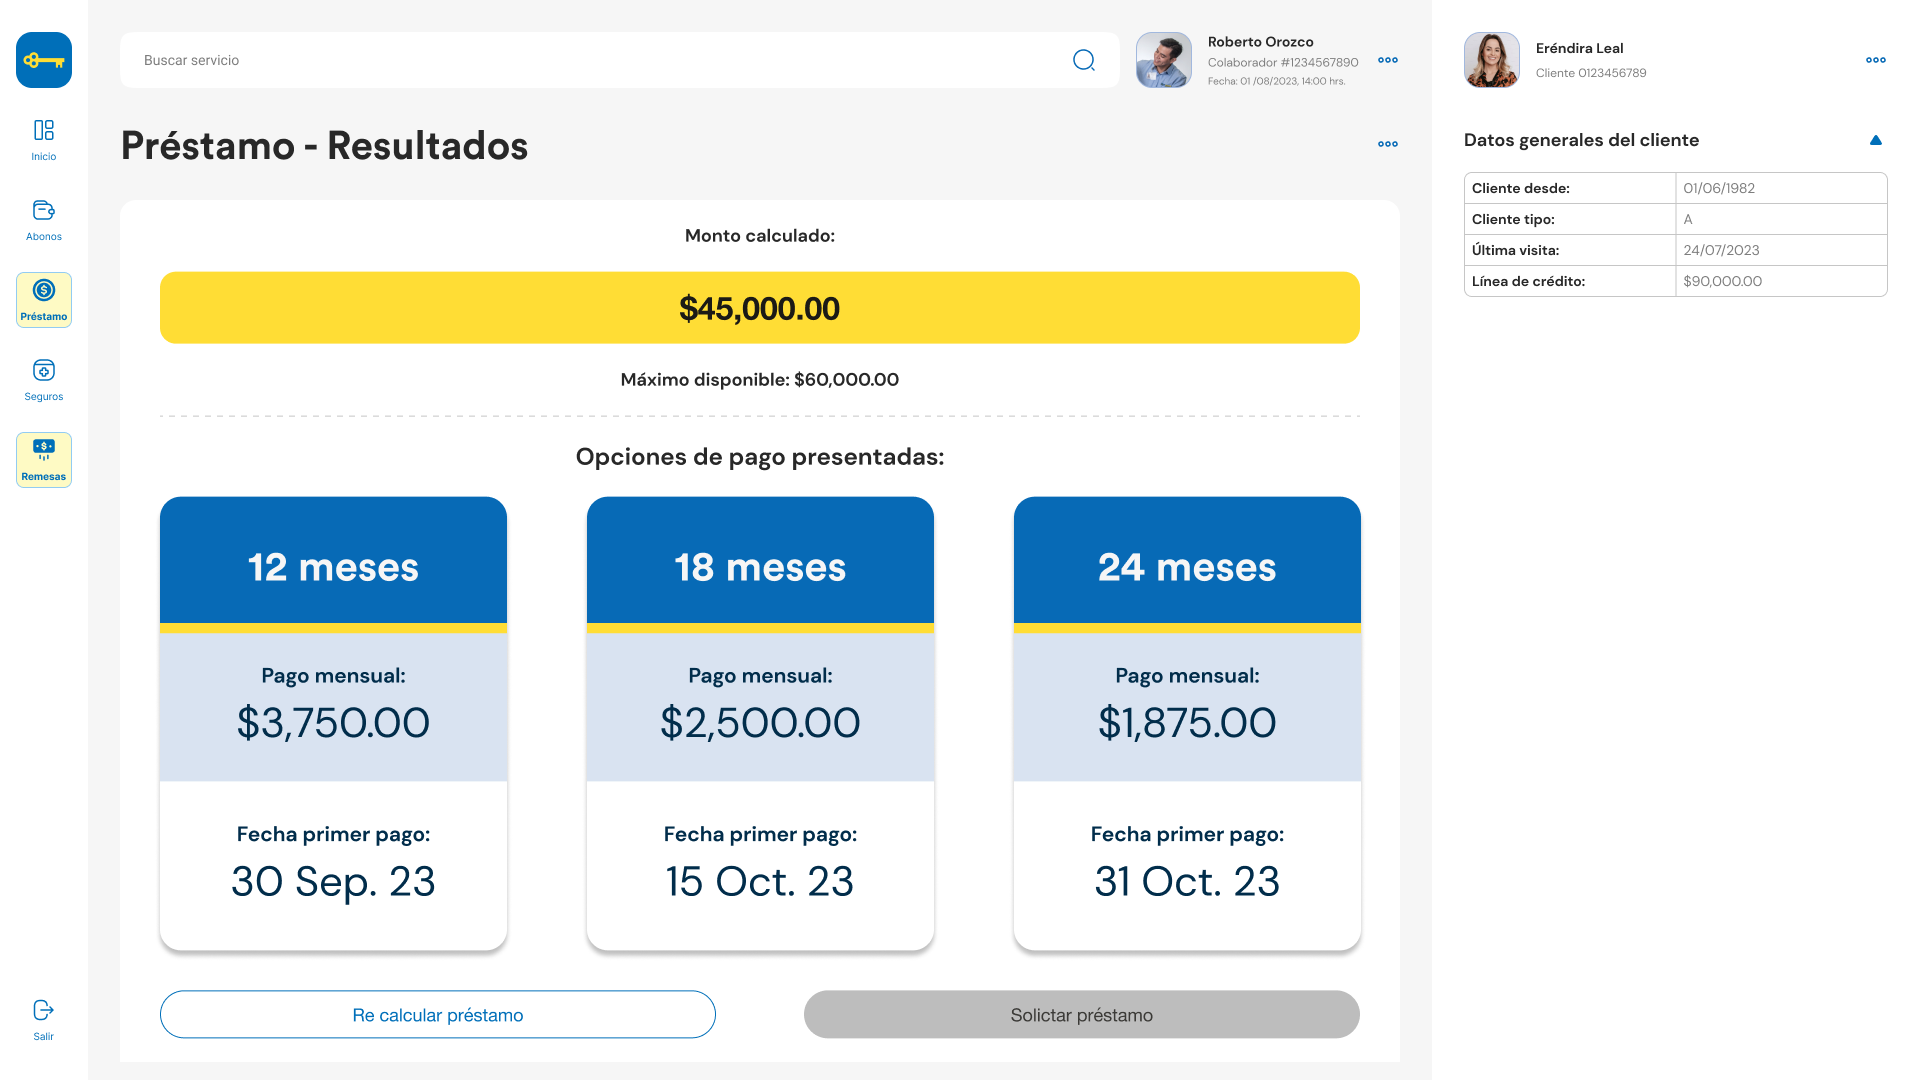 Buscar servicio
Roberto Orozco
Colaborador #1234567890
Fecha: 01 /08/2023, 14:00 hrs.
Eréndira Leal
Cliente 0123456789
Inicio
Abonos
Préstamo
Seguros
Remesas
Salir
Préstamo - Resultados
Monto calculado:
$45,000.00
Máximo disponible: $60,000.00
Opciones de pago presentadas:
12 meses
Pago mensual:
$3,750.00
Fecha primer pago:
30 Sep. 23
18 meses
Pago mensual:
$2,500.00
Fecha primer pago:
15 Oct. 23
24 meses
Pago mensual:
$1,875.00
Fecha primer pago:
31 Oct. 23
Re calcular préstamo
Solictar préstamo
Datos generales del cliente
Cliente desde: 01/06/1982
Cliente tipo: A
Última visita: 24/07/2023
Línea de crédito: $90,000.00